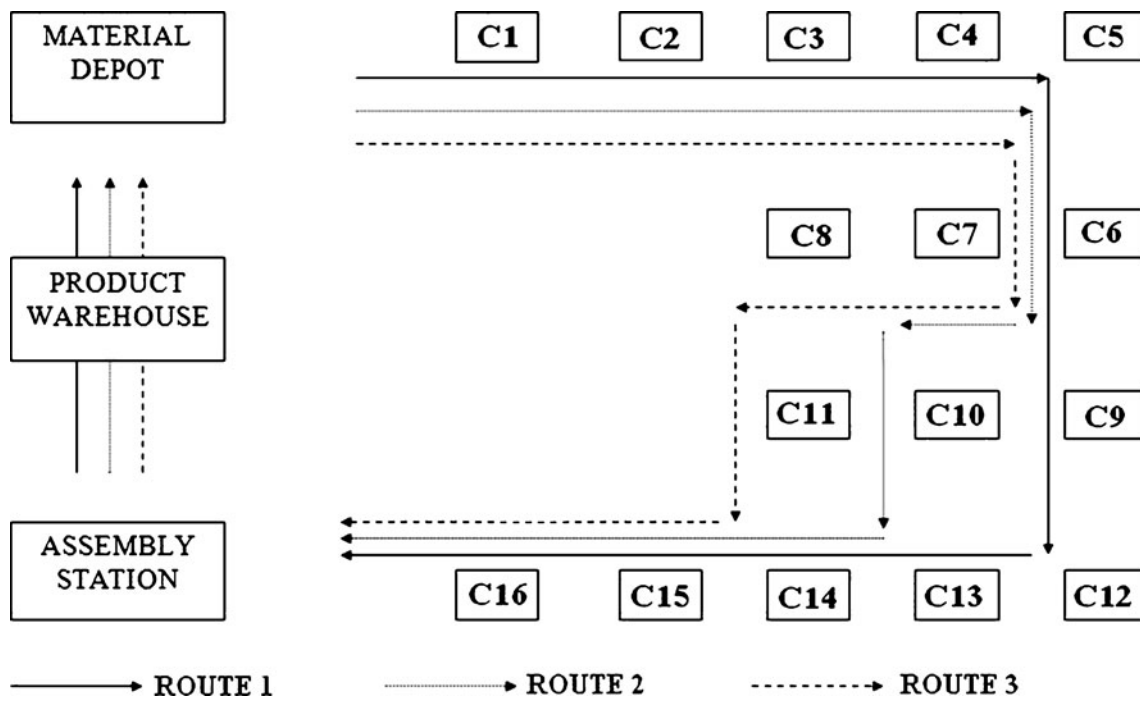 MATERIAL
DEPOT
C1
C2
C3
C4
C5
C8
C7
C6
PRODUCT
WAREHOUSE
C11
C10
C9
ASSEMBLY
STATION
C16
C15
C14
C13
C12
ROUTE 1
ROUTE 2
ROUTE 3